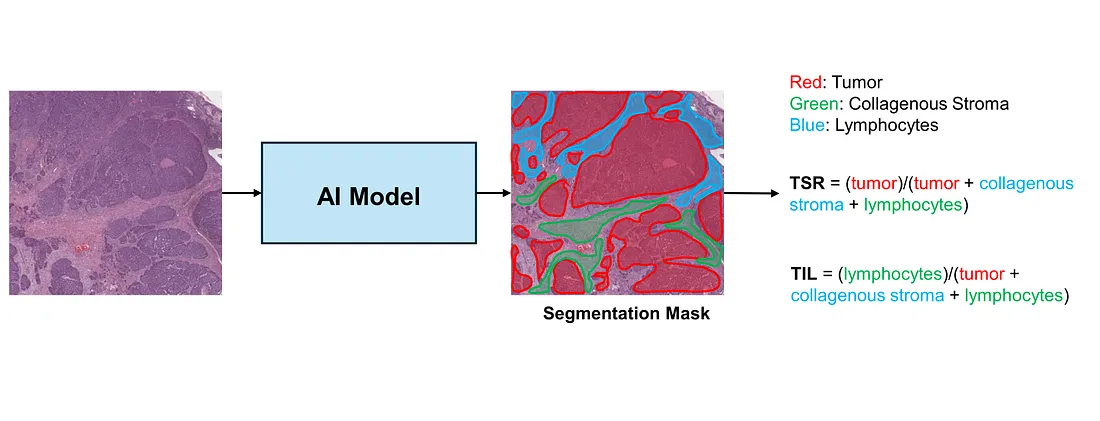 AI Model
Segmentation Mask
Red: Tumor
Green: Collagenous Stroma
Blue: Lymphocytes
TSR = (tumor)/(tumor + collagenous
stroma + lymphocytes)
TIL = (lymphocytes)/(tumor +
collagenous stroma + lymphocytes)